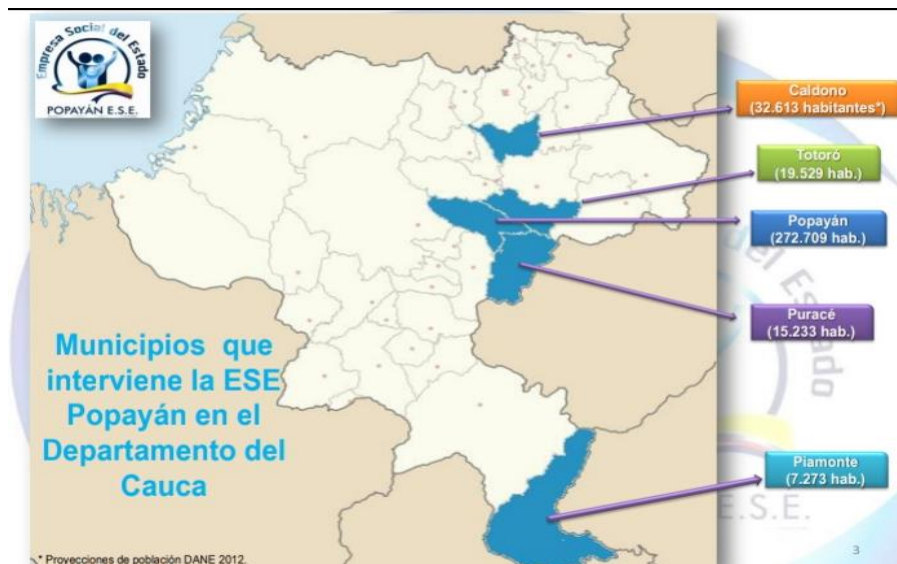 Empresa Social del Estado
POPAYÁN E.S.E.
Caldono
(32.613 habitantes*)
Totoró
(19.529 hab.)
Popayán
(272.709 hab.)
Puracé
(15.233 hab.)
Piamonte
(7.273 hab.)
Municipios que
interviene la ESE
Popayán en el
Departamento del
Cauca
* Proyecciones de población DANE 2012.
del Estado
E.S.E.
3